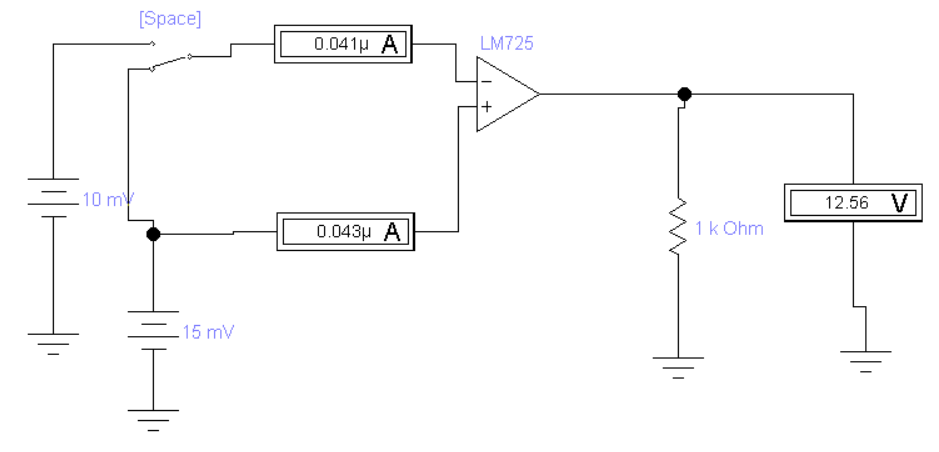 [Space]
0.041µ A
LM725
−
+
10 mV
0.043µ A
12.56 V
1 k Ohm
15 mV